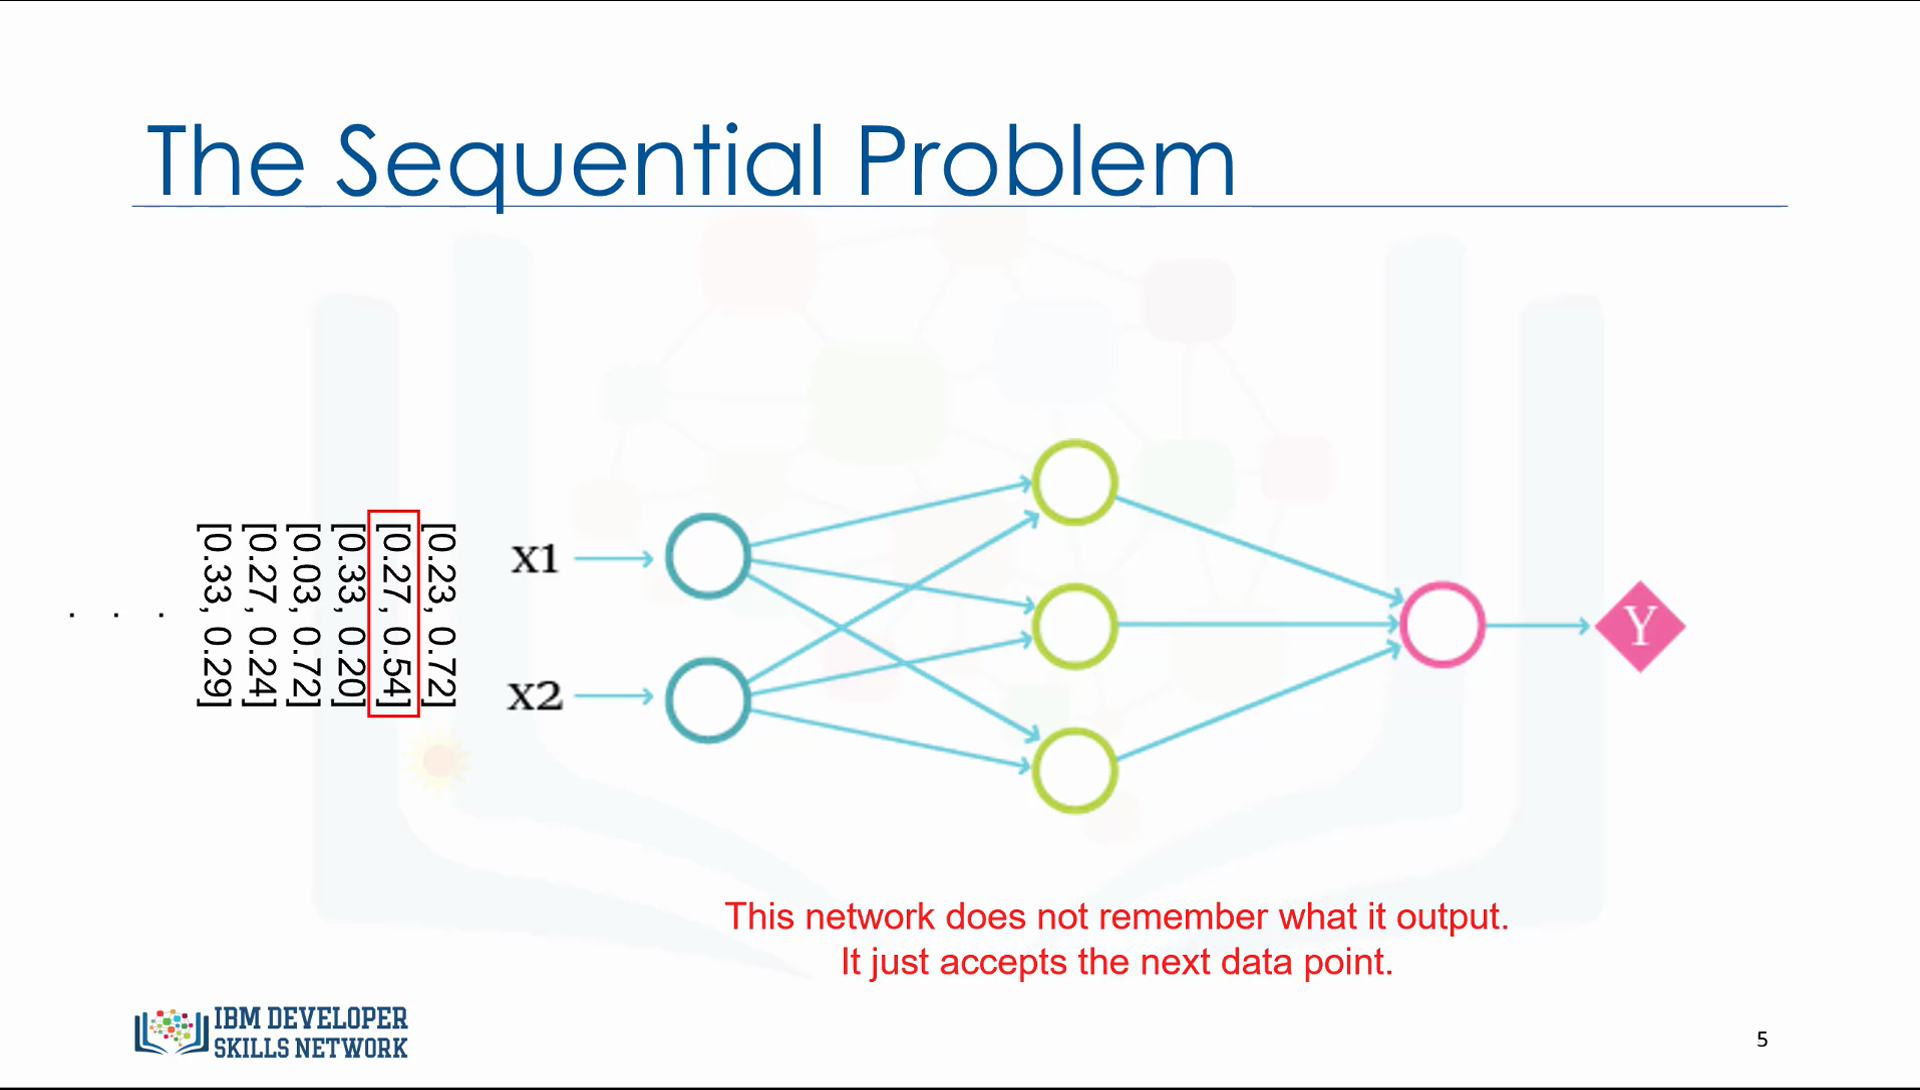 The Sequential Problem
. . .
[0.33, 0.29]
[0.27, 0.24]
[0.03, 0.72]
[0.33, 0.20]
[0.27, 0.54]
[0.23, 0.72]
X1
X2
Y
This network does not remember what it output.
It just accepts the next data point.
IBM DEVELOPER
SKILLS NETWORK
5